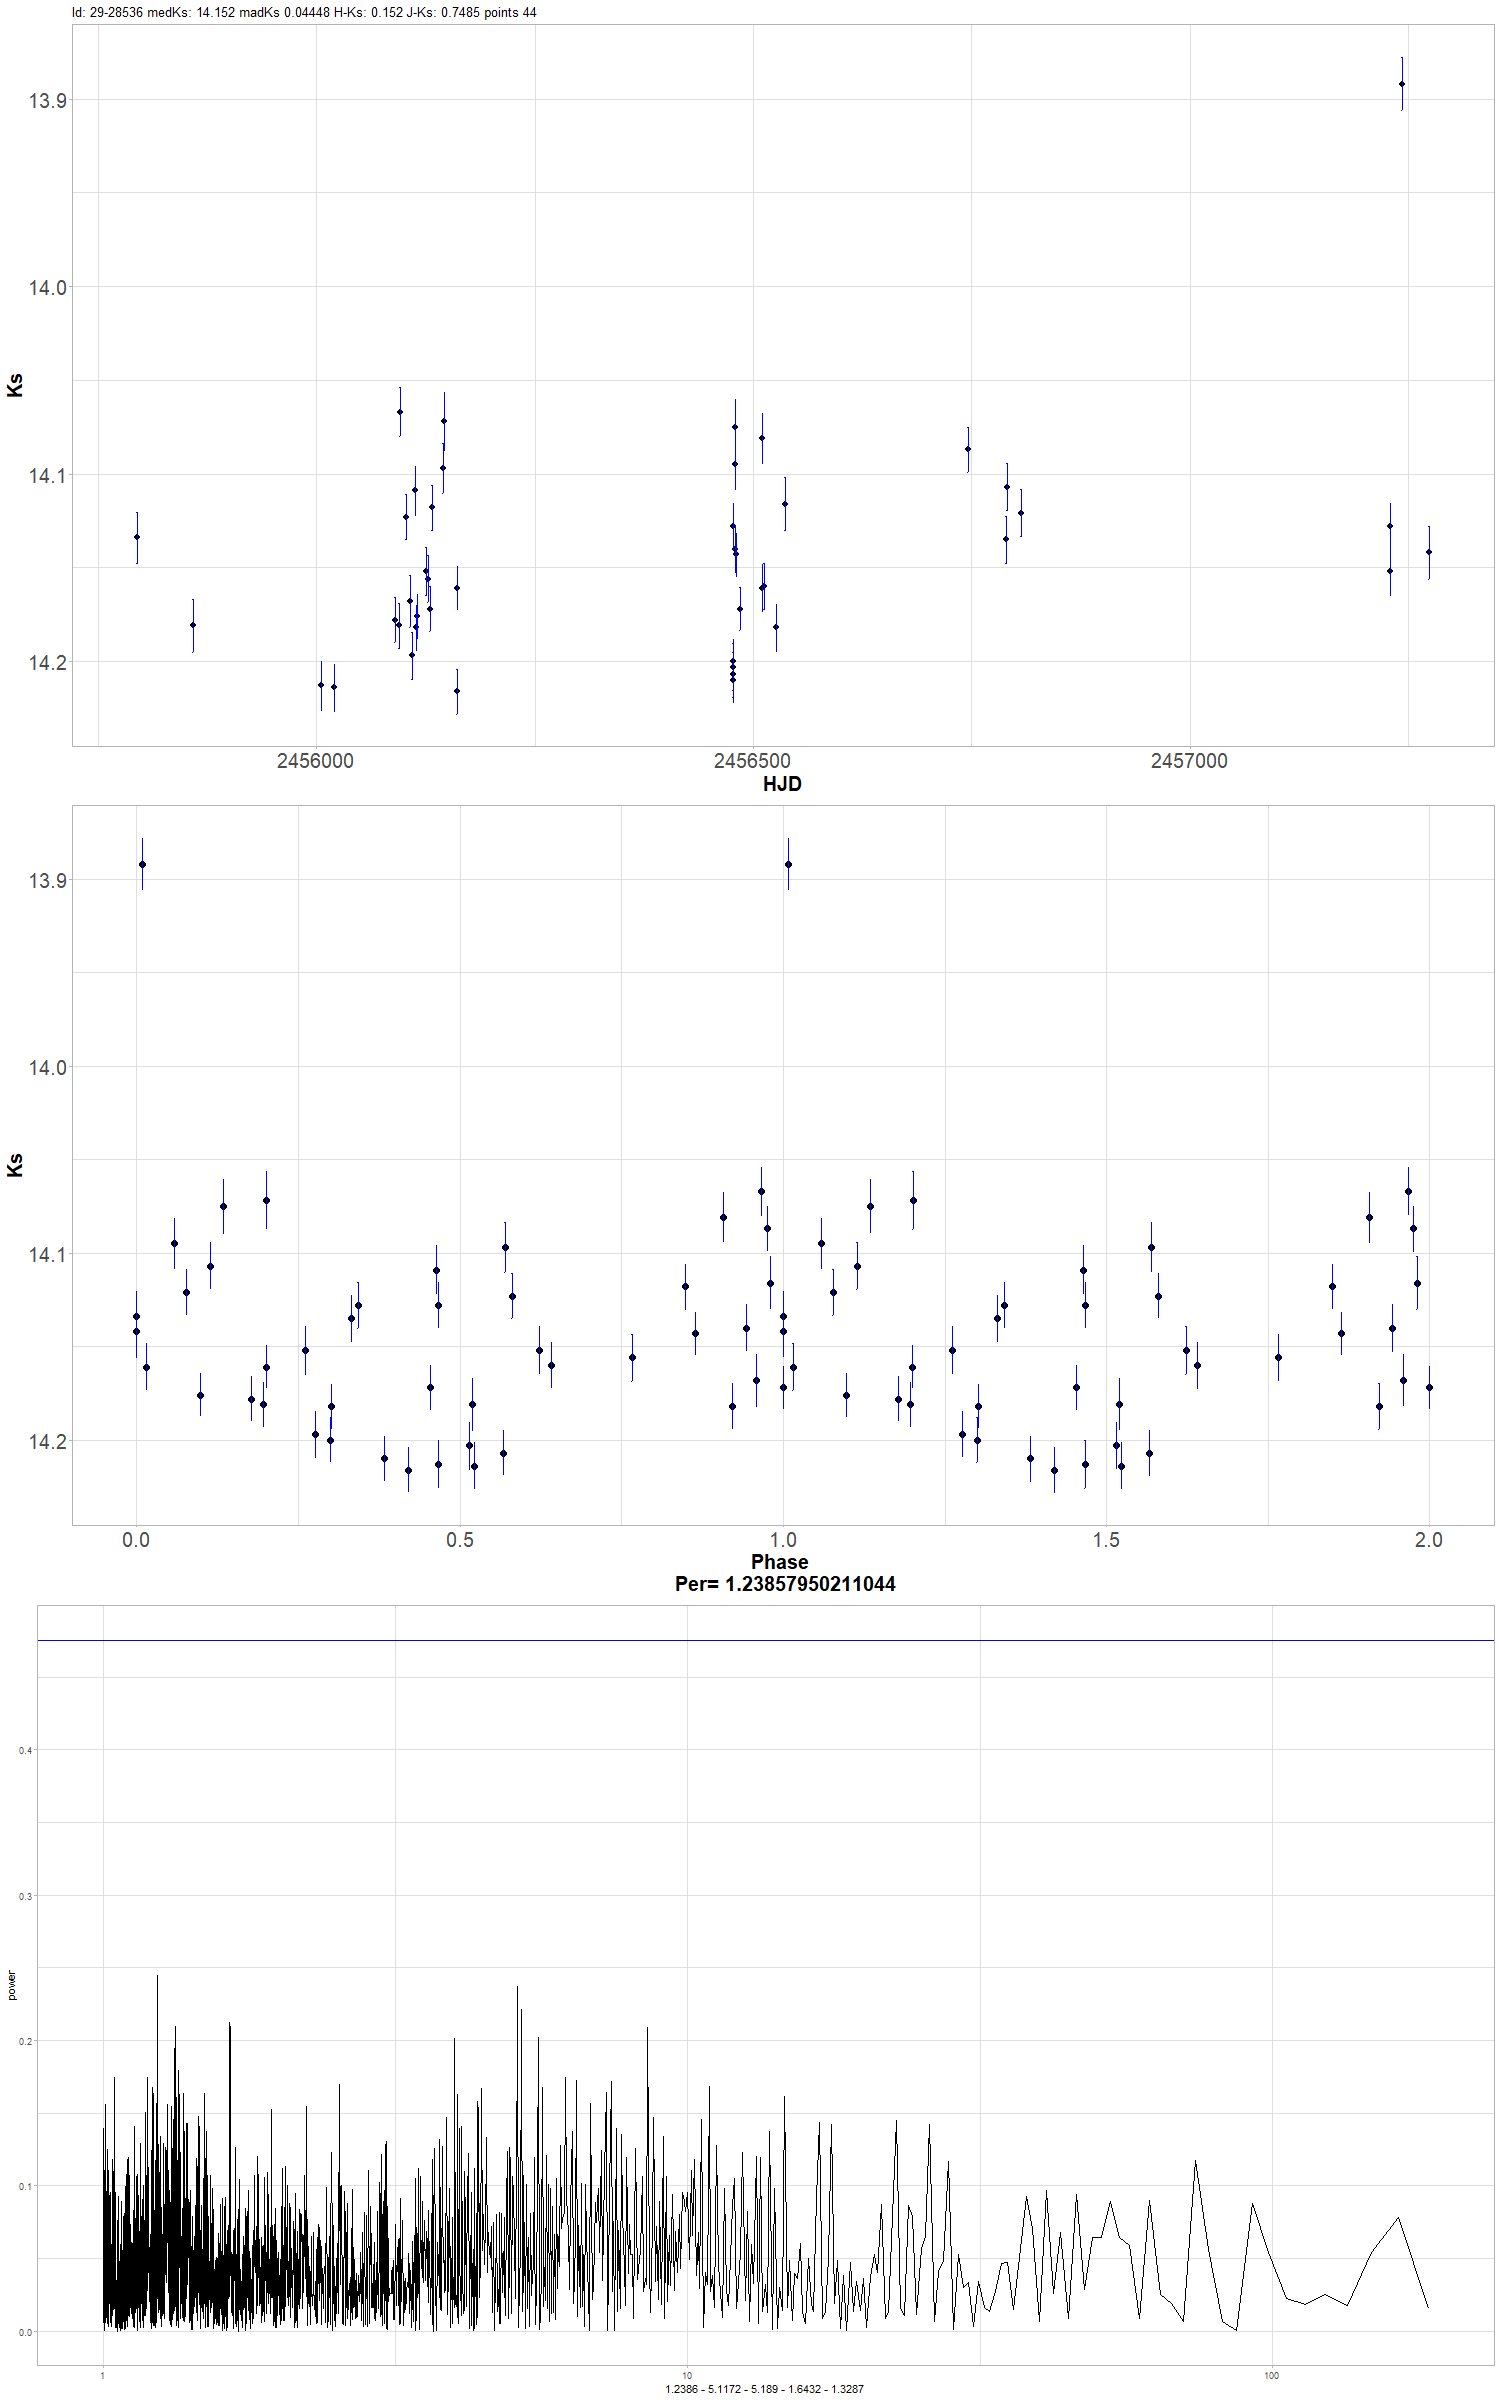 Id: 29-28536 medKs: 14.152 madKs 0.04448 H-Ks: 0.152 J-Ks: 0.7485 points 44
13.9
14.0
14.1
14.2
Ks
2456000 2456500 2457000
HJD
13.9
14.0
14.1
14.2
Ks
0.0 0.5 1.0 1.5 2.0
Phase
Per= 1.23857950211044
0.4
0.3
0.2
0.1
0.0
power
1 10 100
1.2386 - 5.1172 - 5.189 - 1.6432 - 1.3287